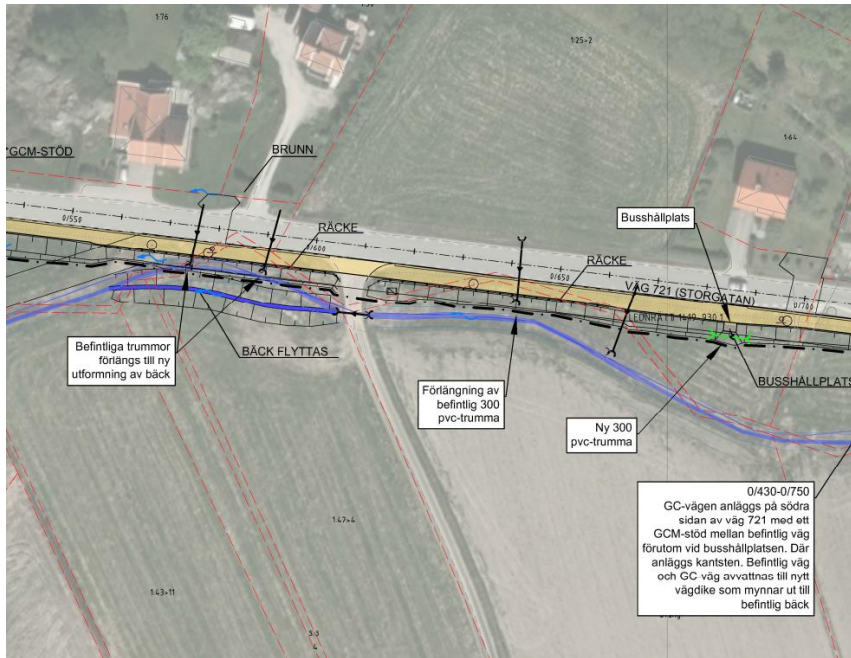 1:76
1:25>2
1:64
GCM-STÖD
BRUNN
Busshållplats
0/550
RÄCKE
0/600
RÄCKE
0/650
VÄG 721 (STORGATAN)
0/700
Befintliga trummor
förlängs till ny
utformning av bäck
BÄCK FLYTTAS
BUSSHÅLLPLATS
Förlängning av
befintlig 300
pvc-trumma
Ny 300
pvc-trumma
0/430-0/750
GC-vägen anläggs på södra
sidan av väg 721 med ett
GCM-stöd mellan befintlig väg
förutom vid busshållplatsen. Där
anläggs kantsten. Befintlig väg
och GC-väg avvattnas till nytt
vägdike som mynnar ut till
befintlig bäck
1:47>4
1:43>11